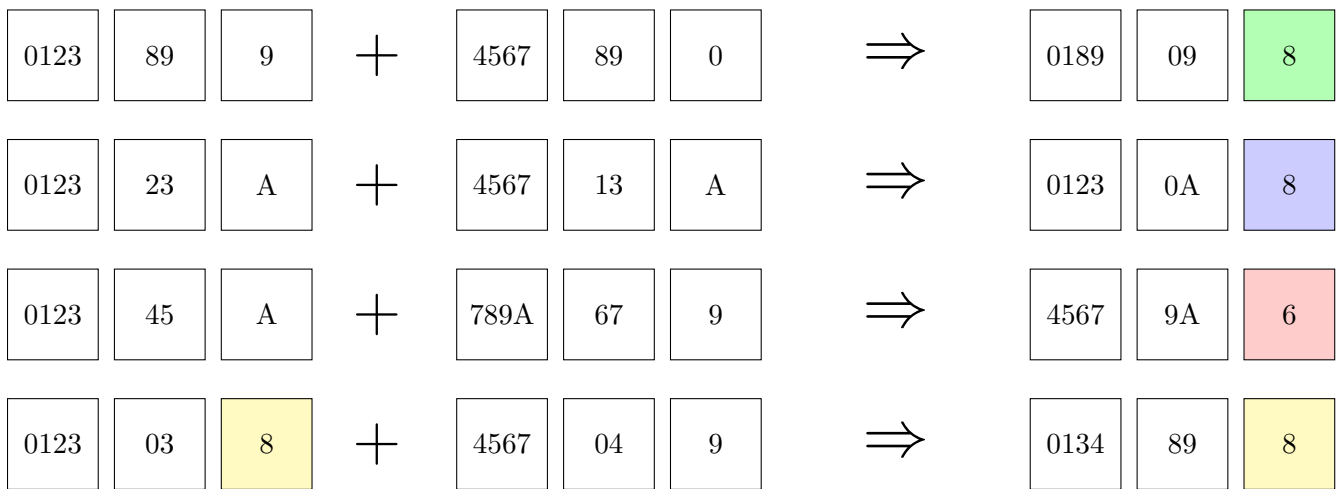 0123 89 9 + 4567 89 0 ⇒ 0189 09 8
0123 23 A + 4567 13 A ⇒ 0123 0A 8
0123 45 A + 789A 67 9 ⇒ 4567 9A 6
0123 03 8 + 4567 04 9 ⇒ 0134 89 8